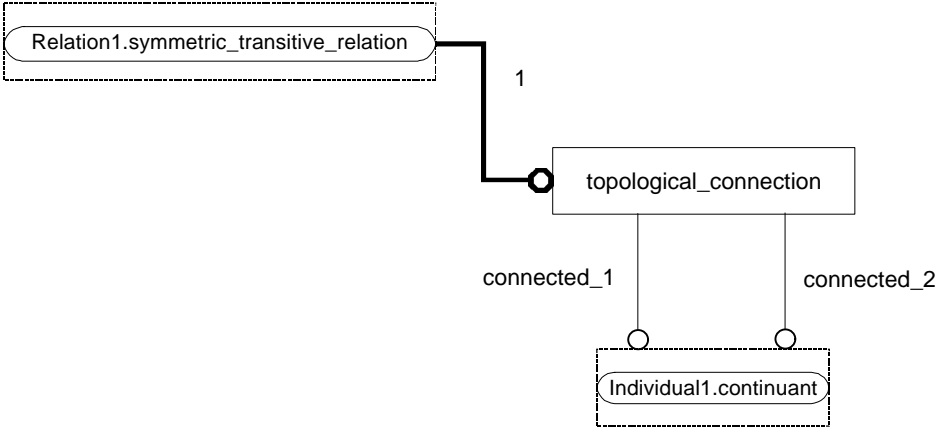 Relation1.symmetric_transitive_relation
1
topological_connection
connected_1
connected_2
Individual1.continuant